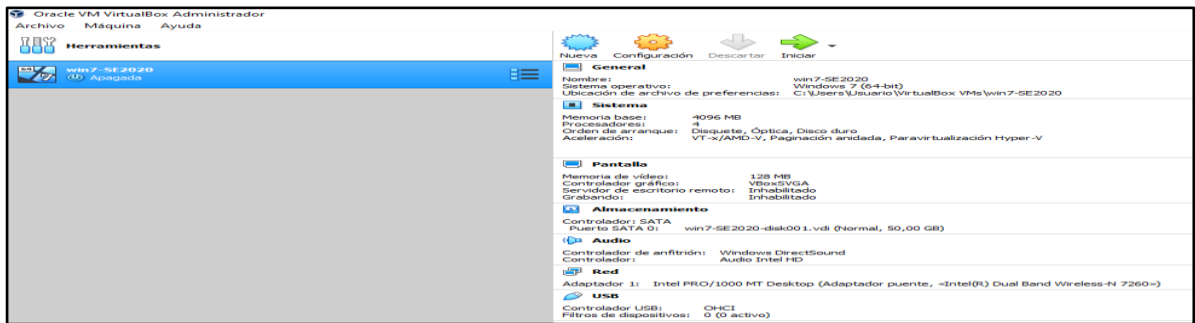 Oracle VM VirtualBox Administrador
Archivo Máquina Ayuda
Herramientas
win7-SE2020
Apagada
Nueva Configuración Descartar Iniciar
General
Nombre: win7-SE2020
Sistema operativo: Windows 7 (64-bit)
Ubicación de archivo de preferencias: C:\Users\Usuario\VirtualBox VMs\win7-SE2020
Sistema
Memoria base: 4096 MB
Procesadores: 4
Orden de arranque: Disquete, Óptica, Disco duro
Aceleración: VT-x/AMD-V, Paginación anidada, Paravirtualización Hyper-V
Pantalla
Memoria de vídeo: 128 MB
Controlador gráfico: VBoxSVGA
Servidor de escritorio remoto: Inhabilitado
Grabando: Inhabilitado
Almacenamiento
Controlador: SATA
Puerto SATA 0: win7-SE2020-disk001.vdi (Normal, 50,00 GB)
Audio
Controlador de anfitrión: Windows DirectSound
Controlador: Audio Intel HD
Red
Adaptador 1: Intel PRO/1000 MT Desktop (Adaptador puente, «Intel(R) Dual Band Wireless-N 7260»)
USB
Controlador USB: OHCI
Filtros de dispositivos: 0 (0 activo)